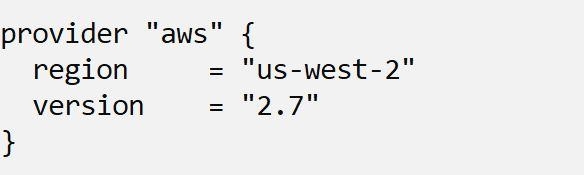 provider "aws" {
  region     = "us-west-2"
  version    = "2.7"
}